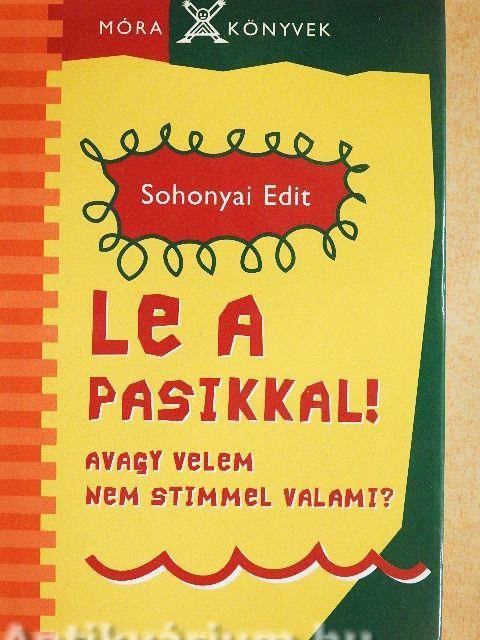 MÓRA KÖNYVEK
Sohonyai Edit
Le a
PASIKKAL!
AVAGY VELEM
NEM STIMMEL VALAMI?
Antikvárium.hu